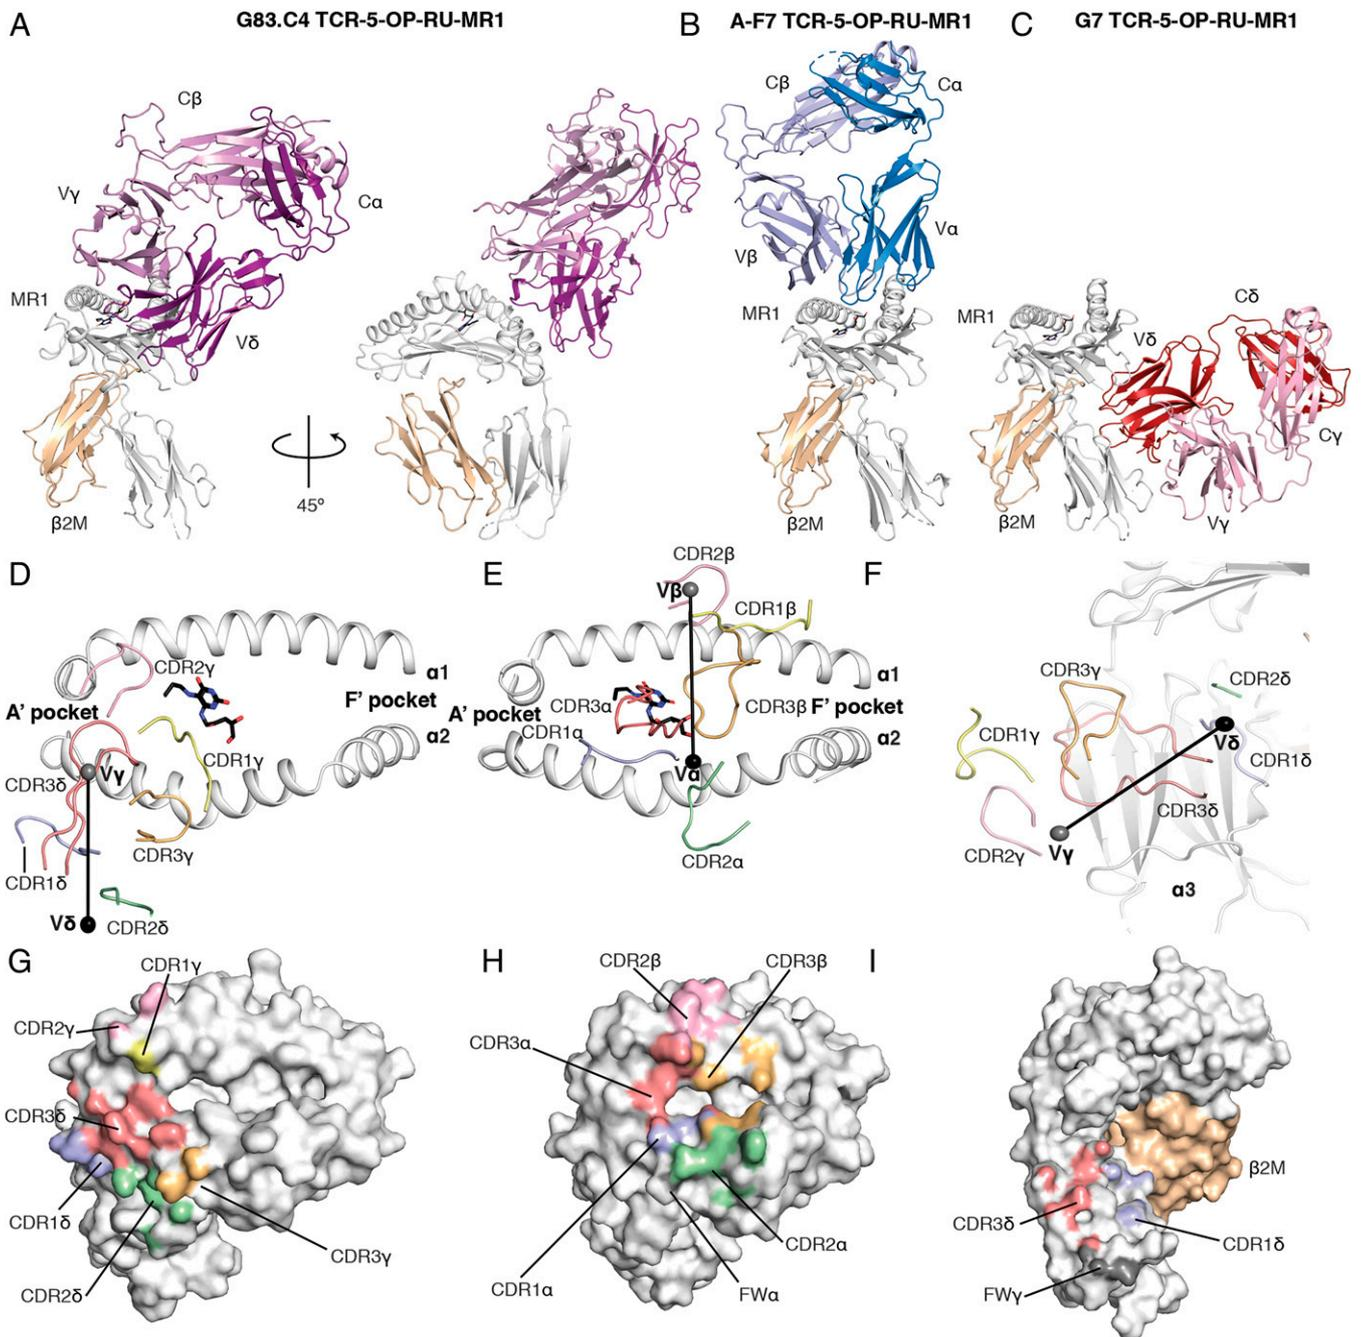 A
G83.C4 TCR-5-OP-RU-MR1
B
A-F7 TCR-5-OP-RU-MR1
C
G7 TCR-5-OP-RU-MR1
Cβ
Vγ
Cα
MR1
Vδ
β2M
45º
Cβ
Cα
Vβ
Vα
MR1
β2M
MR1
Vδ
Cδ
Cγ
Vγ
β2M
D
CDR2γ
α1
A' pocket
F' pocket
α2
CDR1γ
Vγ
CDR3δ
CDR3γ
CDR1δ
Vδ
CDR2δ
E
CDR2β
Vβ
CDR1β
α1
CDR3α
CDR3β
A' pocket
F' pocket
CDR1α
α2
Vα
CDR2α
F
CDR3γ
CDR2δ
CDR1γ
Vδ
CDR1δ
CDR3δ
CDR2γ
Vγ
α3
G
CDR1γ
CDR2γ
CDR3δ
CDR1δ
CDR3γ
CDR2δ
H
CDR2β
CDR3β
CDR3α
CDR2α
CDR1α
FWα
I
β2M
CDR3δ
CDR1δ
FWγ